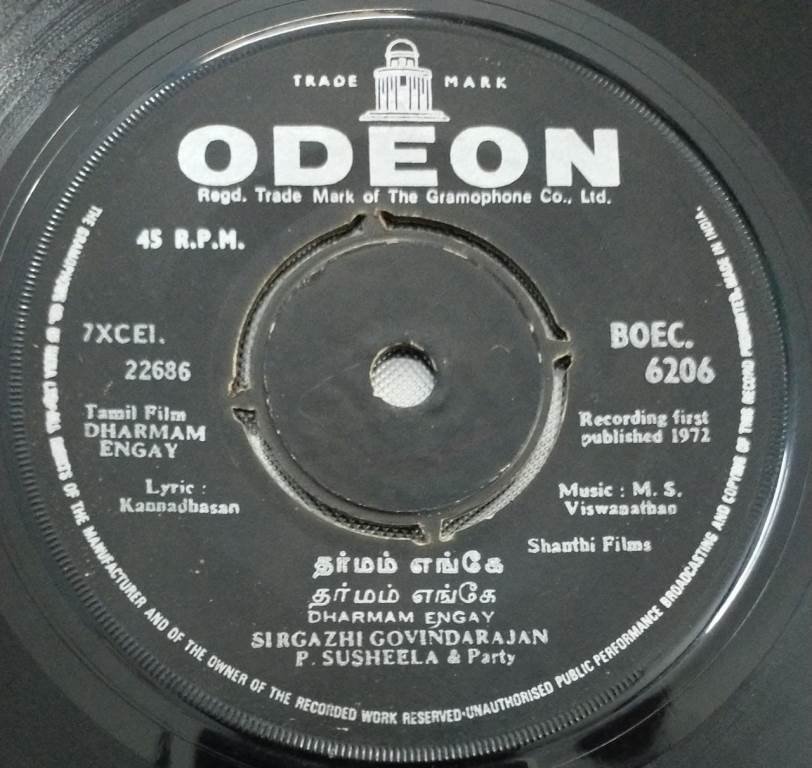 TRADE MARK
ODEON
Regd. Trade Mark of The Gramophone Co., Ltd.
45 R.P.M.
7XCEI.
22686
BOEC.
6206
Tamil Film
DHARMAM
ENGAY
Recording first
published 1972
Lyric :
Kannadhasan
Music : M. S.
Viswanathan
Shanthi Films
தர்மம் எங்கே
தர்மம் எங்கே
DHARMAM ENGAY
SIRGAZHI GOVINDARAJAN
P. SUSHEELA & Party
OF THE MANUFACTURER AND OF THE OWNER OF THE RECORDED WORK RESERVED·UNAUTHORISED PUBLIC PERFORMANCE BROADCASTING AND COPYING OF THIS RECORD PROHIBITED·MADE IN INDIA.